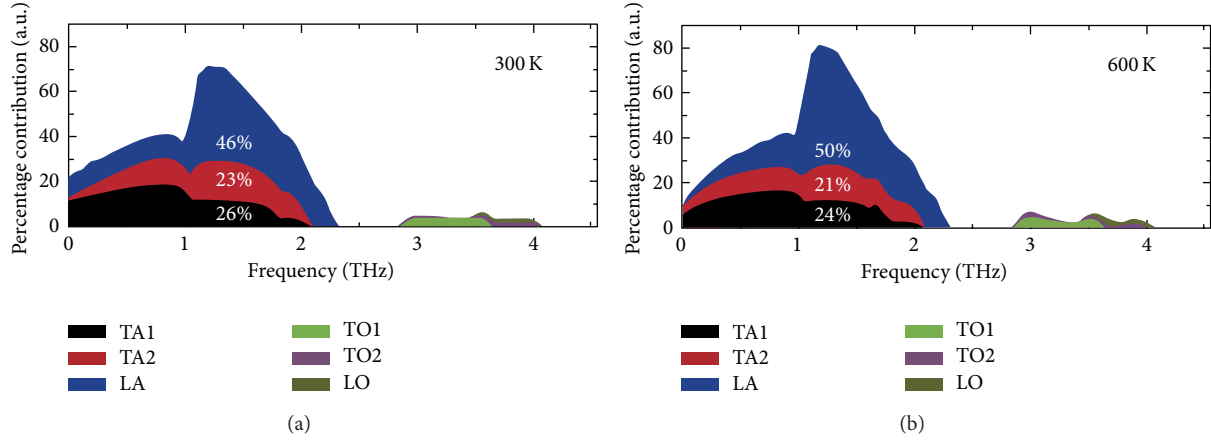 Percentage contribution (a.u.)
80
60
40
20
0
300 K
46%
23%
26%
0
1
2
3
4
Frequency (THz)
TA1
TO1
TA2
TO2
LA
LO
(a)
Percentage contribution (a.u.)
80
60
40
20
0
600 K
50%
21%
24%
0
1
2
3
4
Frequency (THz)
TA1
TO1
TA2
TO2
LA
LO
(b)